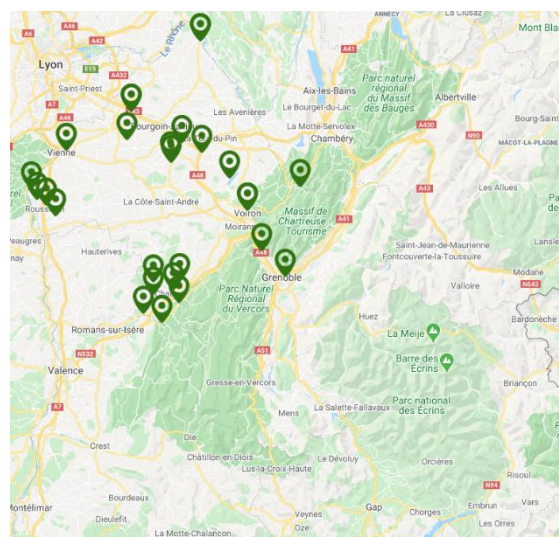 ANNECY
La Clusaz
A46
A6
A42
Le Rhône
Mont Bla
Lyon
E15
A432
A41
Parc naturel
régional
du Massif
des Bauges
Saint-Priest
Aix-les-Bains
Albertville
A7
Les Avenières
Le Bourget-du-Lac
Bourg-Saint
A46
Bourgoin-Jallieu
du-Pin
La Motte-Servolex
A430
N90
Vienne
Chambéry
MÂCOT-LA-PLAGNE
A48
A43
Les Allues
Roussillon
La Côte-Saint-André
Voiron
A41
Moirans
Massif de
Chartreuse
Tourisme
Peaugres
Hauterives
A48
Saint-Jean-de-Maurienne
Lanslebo
Fontcouverte-la-Toussuire
Grenoble
Modane
N543
Parc Naturel
Régional
du Vercors
Valloire
Bardonèche
Romans-sur-Isère
Huez
La Meije
N532
A51
Barre des
Écrins
Valence
Gresse-en-Vercors
Briançon
A7
Mens
La Salette-Fallavaux
Parc national
des Écrins
Crest
Die
Châtillon-en-Diois
Le Dévoluy
Orcières
Risoul
Lus-la-Croix-Haute
N94
Bourdeaux
Montélimar
Gap
Embrun
Vars
Dieulefit
Veynes
Chorges
Oze
Les Orres
La Motte-Chalancon